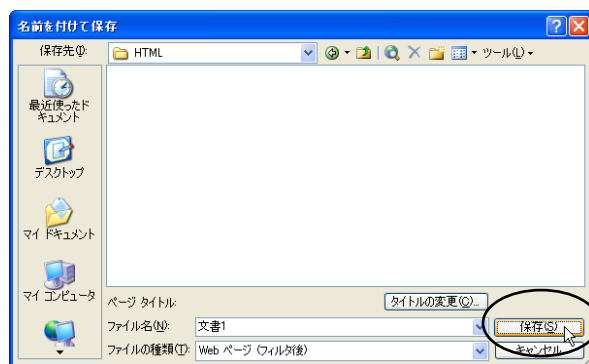 名前を付けて保存
保存先(I):
HTML
ツール(L)
最近使ったド
キュメント
デスクトップ
マイ ドキュメント
マイ コンピュータ
ページ タイトル:
タイトルの変更(C)...
ファイル名(N):
文書1
保存(S)
ファイルの種類(T):
Web ページ (フィルタ後)
キャンセル